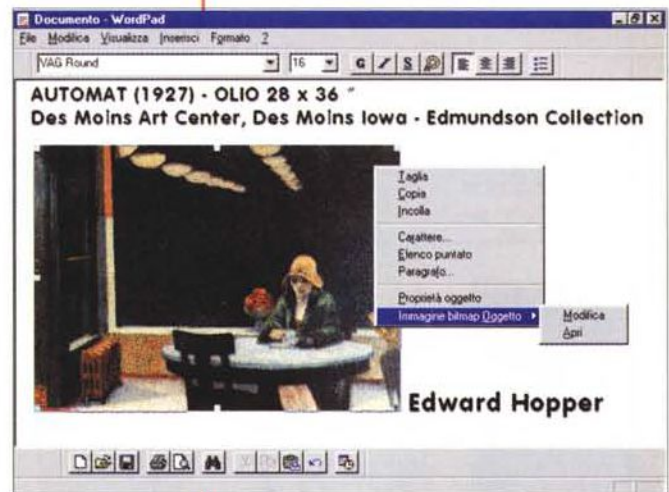 Documento - WordPad
File Modifica Visualizza Inserisci Formato ?
VAG Round 16 G / S
AUTOMAT (1927) - OLIO 28 x 36 "
Des Moins Art Center, Des Moins Iowa - Edmundson Collection
Taglia
Copia
Incolla
Carattere...
Elenco puntato
Paragrafo...
Proprietà oggetto
Immagine bitmap Oggetto
Modifica
Apri
Edward Hopper